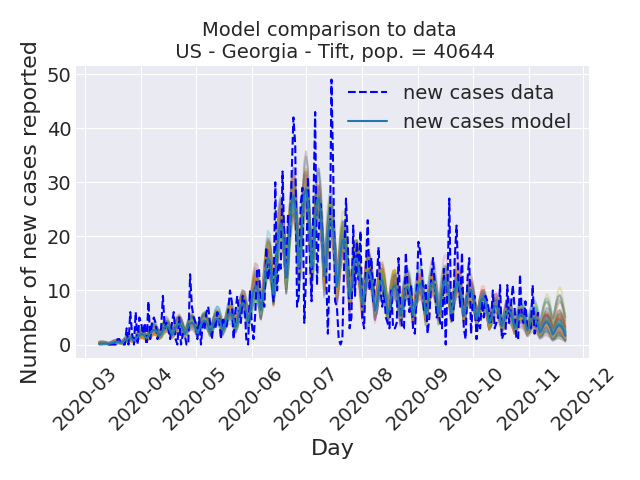 Model comparison to data
US - Georgia - Tift, pop. = 40644
Number of new cases reported
50
40
30
20
10
0
new cases data
new cases model
2020-03
2020-04
2020-05
2020-06
2020-07
2020-08
2020-09
2020-10
2020-11
2020-12
Day